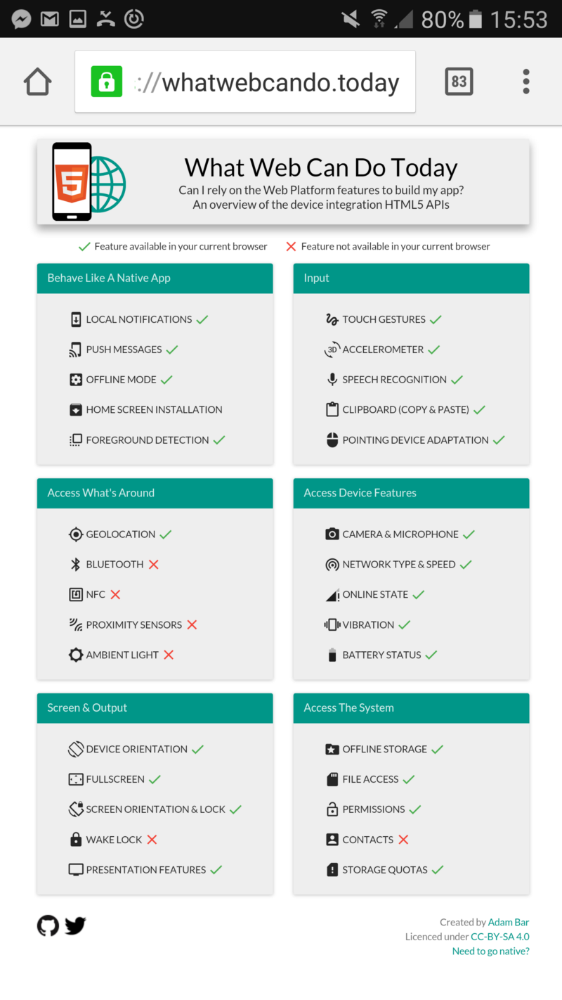 80% 15:53
://whatwebcando.today
83
What Web Can Do Today
Can I rely on the Web Platform features to build my app?
An overview of the device integration HTML5 APIs
Feature available in your current browser
Feature not available in your current browser
Behave Like A Native App
LOCAL NOTIFICATIONS
PUSH MESSAGES
OFFLINE MODE
HOME SCREEN INSTALLATION
FOREGROUND DETECTION
Input
TOUCH GESTURES
3D ACCELEROMETER
SPEECH RECOGNITION
CLIPBOARD (COPY & PASTE)
POINTING DEVICE ADAPTATION
Access What's Around
GEOLOCATION
BLUETOOTH
NFC
PROXIMITY SENSORS
AMBIENT LIGHT
Access Device Features
CAMERA & MICROPHONE
NETWORK TYPE & SPEED
ONLINE STATE
VIBRATION
BATTERY STATUS
Screen & Output
DEVICE ORIENTATION
FULLSCREEN
SCREEN ORIENTATION & LOCK
WAKE LOCK
PRESENTATION FEATURES
Access The System
OFFLINE STORAGE
FILE ACCESS
PERMISSIONS
CONTACTS
STORAGE QUOTAS
Created by Adam Bar
Licenced under CC-BY-SA 4.0
Need to go native?